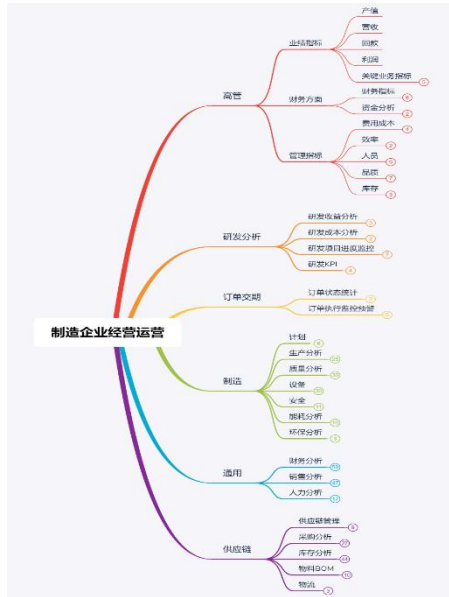 制造企业经营运营
高管
业绩指标
产值
营收
回款
利润
关键业务指标
财务方面
财务指标
资金分析
管理指标
费用成本
效率
人员
品质
库存
研发分析
研发收益分析
研发成本分析
研发项目进度监控
研发KPI
订单交期
订单状态统计
订单执行监控预警
制造
计划
生产分析
质量分析
设备
安全
能耗分析
环保分析
通用
财务分析
销售分析
人力分析
供应链
供应链管理
采购分析
库存分析
物料BOM
物流